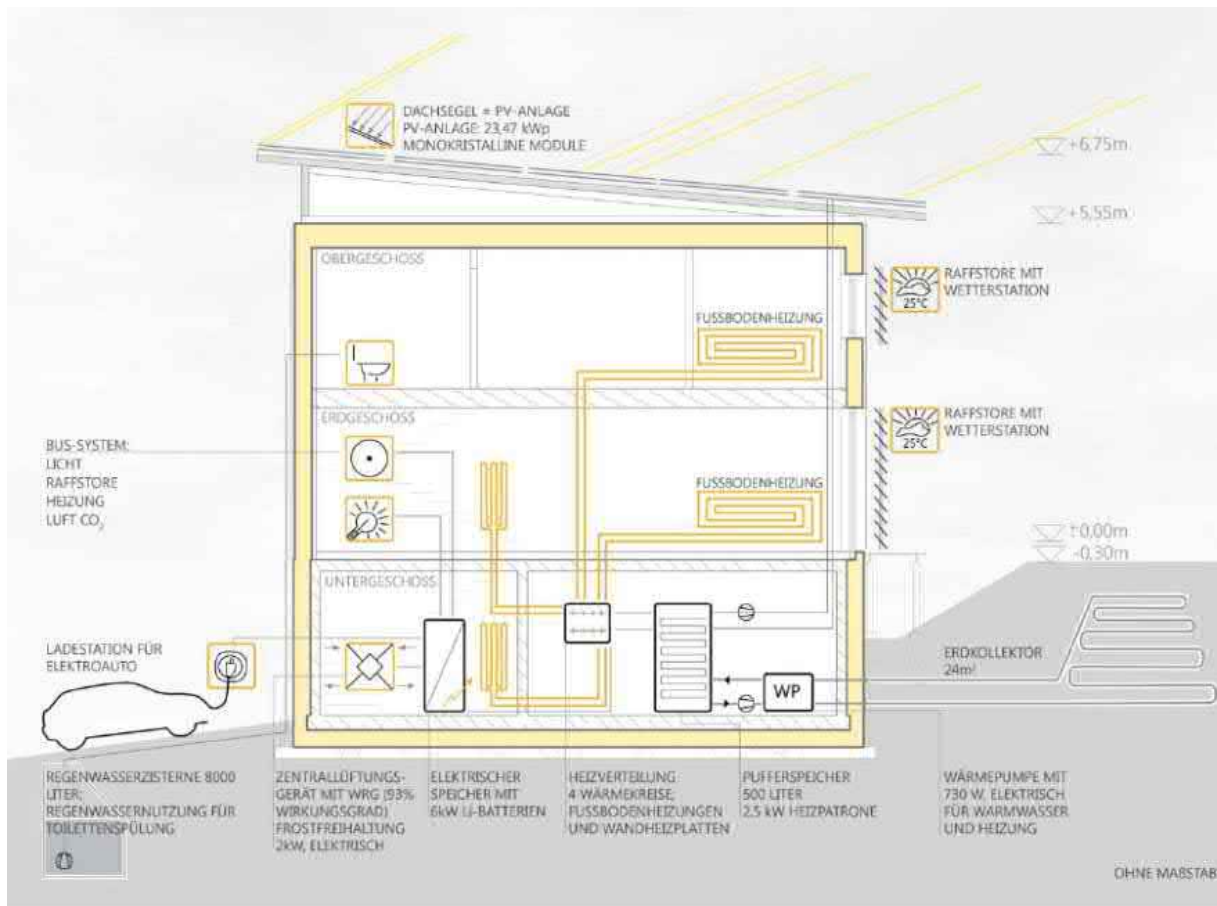 DACHSEGEL = PV-ANLAGE
PV-ANLAGE: 23,47 kWp
MONOKRISTALLINE MODULE
+6,75m
+5,55m
OBERGESCHOSS
RAFFSTORE MIT
WETTERSTATION
25°C
FUSSBODENHEIZUNG
ERDGESCHOSS
RAFFSTORE MIT
WETTERSTATION
25°C
BUS-SYSTEM:
LICHT
RAFFSTORE
HEIZUNG
LUFT CO₂
FUSSBODENHEIZUNG
±0,00m
-0,30m
UNTERGESCHOSS
LADESTATION FÜR
ELEKTROAUTO
ERDKOLLEKTOR
24m²
WP
REGENWASSERZISTERNE 8000
LITER;
REGENWASSERNUTZUNG FÜR
TOILETTENSPÜLUNG
ZENTRALLÜFTUNGS-
GERÄT MIT WRG (93%
WIRKUNGSGRAD)
FROSTFREIHALTUNG
2kW, ELEKTRISCH
ELEKTRISCHER
SPEICHER MIT
6kW Li-BATTERIEN
HEIZVERTEILUNG
4 WÄRMEKREISE;
FUSSBODENHEIZUNGEN
UND WANDHEIZPLATTEN
PUFFERSPEICHER
500 LITER
2,5 kW HEIZPATRONE
WÄRMEPUMPE MIT
730 W, ELEKTRISCH
FÜR WARMWASSER
UND HEIZUNG
OHNE MAßSTAB